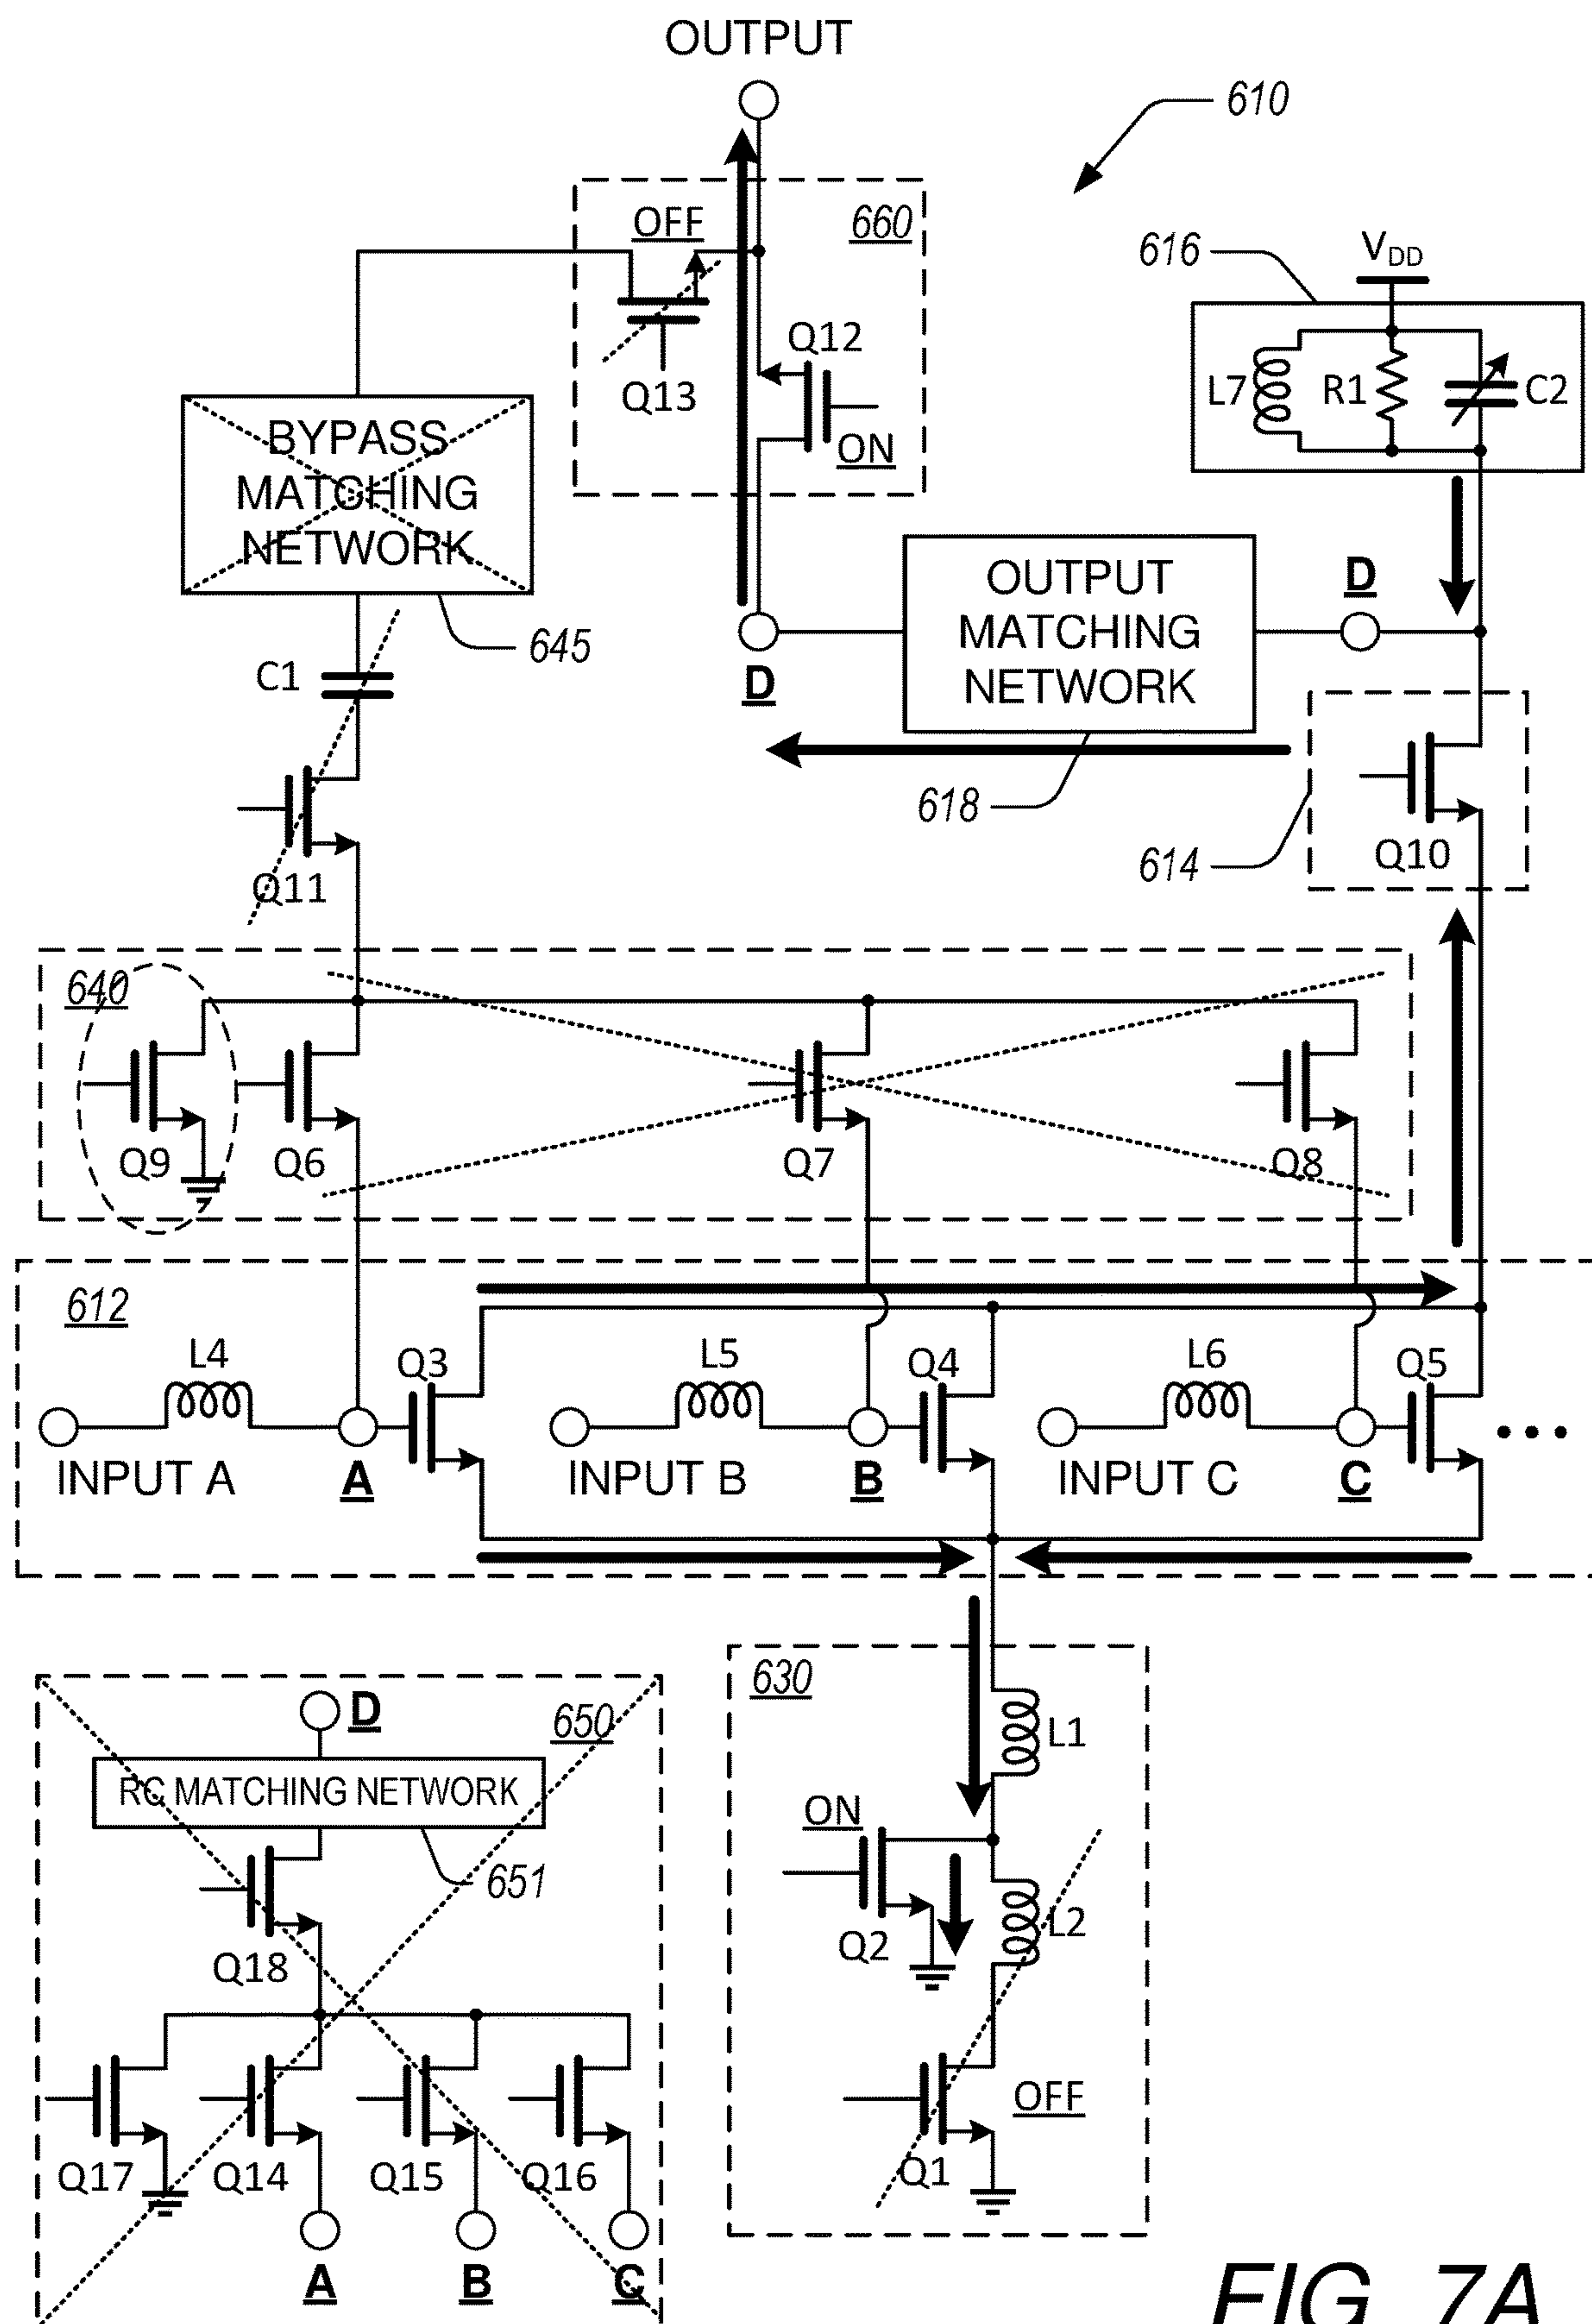 OUTPUT
610
OFF
660
616
VDD
Q12
Q13
L7
R1
C2
ON
BYPASS
MATCHING
NETWORK
645
OUTPUT
MATCHING
NETWORK
D
D
C1
618
614
Q10
Q11
640
Q9
Q6
Q7
Q8
612
L4
Q3
L5
Q4
L6
Q5
INPUT A
A
INPUT B
B
INPUT C
C
630
L1
ON
Q2
L2
Q1
OFF
D
650
RC MATCHING NETWORK
651
Q18
Q17
Q14
Q15
Q16
A
B
C
FIG. 7A